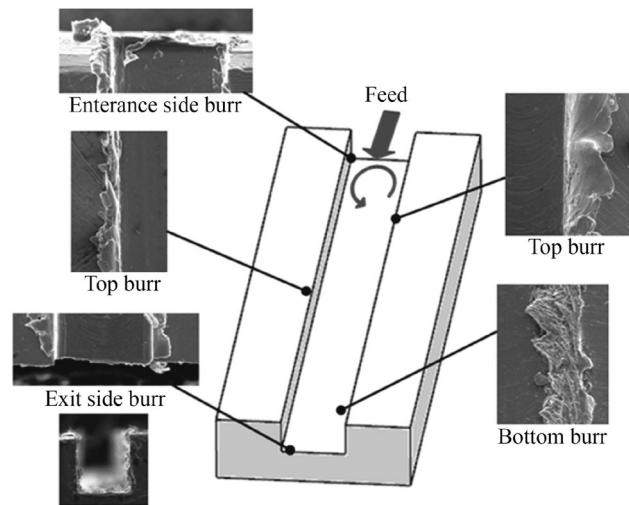 Enterance side burr
Feed
Top burr
Top burr
Exit side burr
Bottom burr